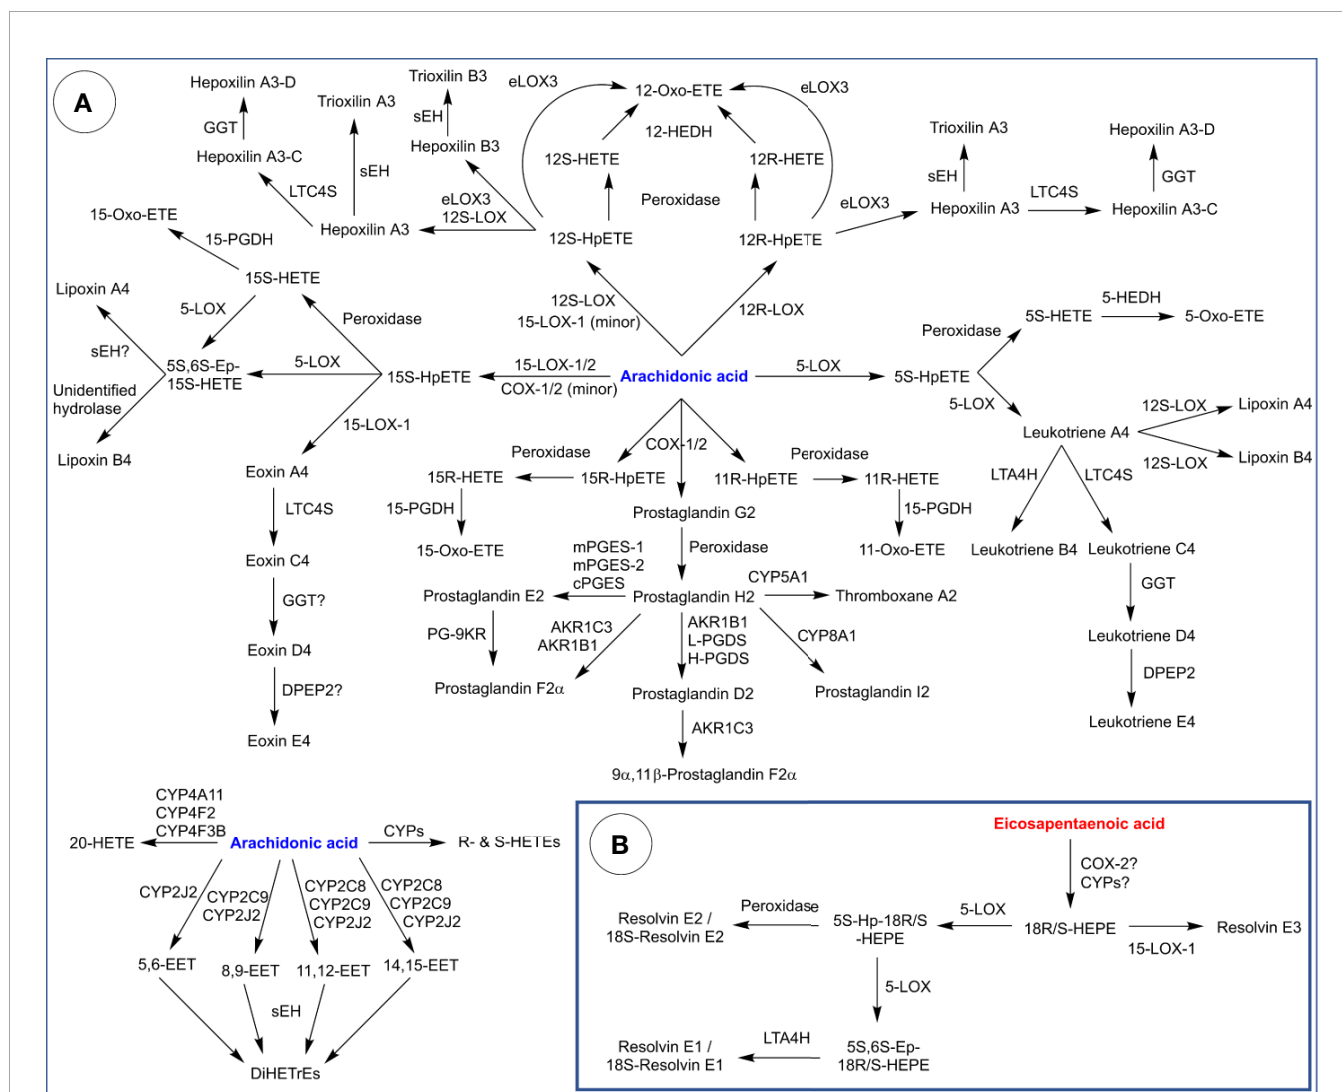 A
Hepoxilin A3-D
GGT
Hepoxilin A3-C
LTC4S
Trioxilin A3
sEH
Hepoxilin A3
Trioxilin B3
sEH
Hepoxilin B3
eLOX3
12S-LOX
eLOX3
12-Oxo-ETE
eLOX3
12-HEDH
12S-HETE
12R-HETE
Peroxidase
12S-HpETE
12R-HpETE
eLOX3
Trioxilin A3
sEH
Hepoxilin A3
LTC4S
Hepoxilin A3-D
GGT
Hepoxilin A3-C
15-Oxo-ETE
15-PGDH
15S-HETE
Lipoxin A4
5-LOX
Peroxidase
sEH?
5S,6S-Ep-
15S-HETE
5-LOX
Unidentified
hydrolase
Lipoxin B4
15S-HpETE
15-LOX-1/2
COX-1/2 (minor)
12S-LOX
15-LOX-1 (minor)
12R-LOX
Arachidonic acid
5-LOX
5S-HpETE
Peroxidase
5S-HETE
5-HEDH
5-Oxo-ETE
5-LOX
Leukotriene A4
12S-LOX
Lipoxin A4
12S-LOX
Lipoxin B4
LTA4H
LTC4S
Leukotriene B4
Leukotriene C4
GGT
Leukotriene D4
DPEP2
Leukotriene E4
15-LOX-1
Eoxin A4
LTC4S
Eoxin C4
GGT?
Eoxin D4
DPEP2?
Eoxin E4
COX-1/2
Peroxidase
15R-HETE
15R-HpETE
15-PGDH
15-Oxo-ETE
11R-HpETE
Peroxidase
11R-HETE
15-PGDH
11-Oxo-ETE
Prostaglandin G2
Peroxidase
mPGES-1
mPGES-2
cPGES
Prostaglandin E2
Prostaglandin H2
CYP5A1
Thromboxane A2
PG-9KR
AKR1C3
AKR1B1
AKR1B1
L-PGDS
H-PGDS
CYP8A1
Prostaglandin F2α
Prostaglandin D2
Prostaglandin I2
AKR1C3
9α,11β-Prostaglandin F2α
CYP4A11
CYP4F2
CYP4F3B
20-HETE
Arachidonic acid
CYPs
R- & S-HETEs
CYP2J2
CYP2C9
CYP2J2
CYP2C8
CYP2C9
CYP2J2
CYP2C8
CYP2C9
CYP2J2
5,6-EET
8,9-EET
11,12-EET
14,15-EET
sEH
DiHETrEs
B
Eicosapentaenoic acid
COX-2?
CYPs?
Resolvin E2 /
18S-Resolvin E2
Peroxidase
5S-Hp-18R/S
-HEPE
5-LOX
18R/S-HEPE
15-LOX-1
Resolvin E3
5-LOX
Resolvin E1 /
18S-Resolvin E1
LTA4H
5S,6S-Ep-
18R/S-HEPE